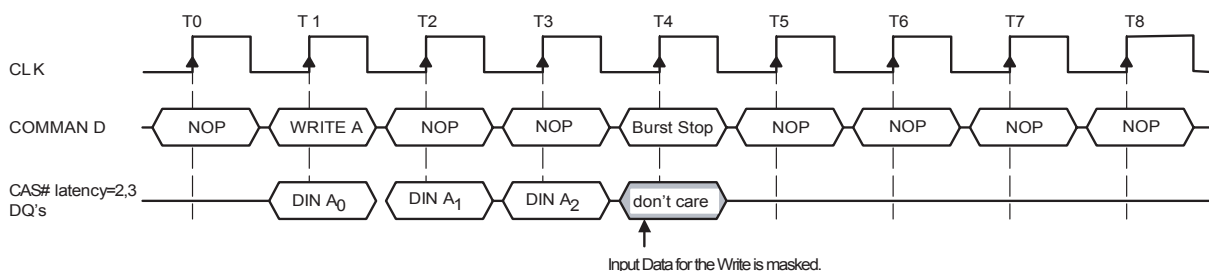 T0 T 1 T2 T3 T4 T5 T6 T7 T8
CLK
COMMAN D NOP WRITE A NOP NOP Burst Stop NOP NOP NOP NOP
CAS# latency=2,3
DQ's DIN A0 DIN A1 DIN A2 don't care
Input Data for the Write is masked.